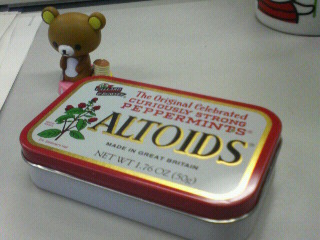 The Original Celebrated
CURIOUSLY STRONG
PEPPERMINTS
ALTOIDS
MADE IN GREAT BRITAIN
NET WT 1.76 OZ (50g)